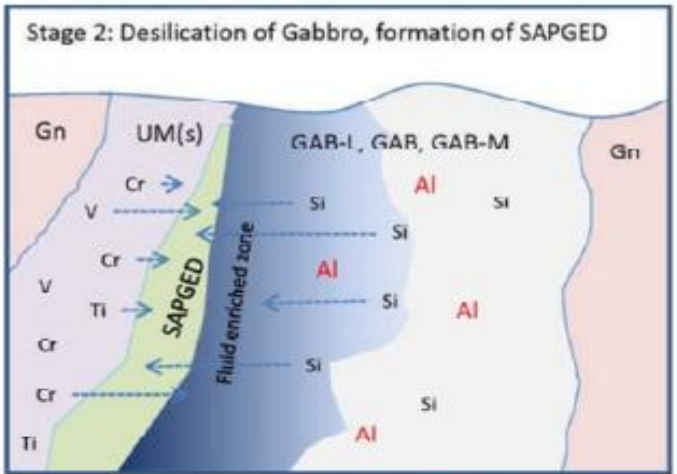 Stage 2: Desilication of Gabbro, formation of SAPGED
Gn
UM(s)
GAB-L, GAB, GAB-M
Gn
Cr
Al
V
Si
Si
Si
Cr
SAPGED
Fluid enriched zone
Al
V
Ti
Si
Al
Cr
Si
Cr
Si
Ti
Al